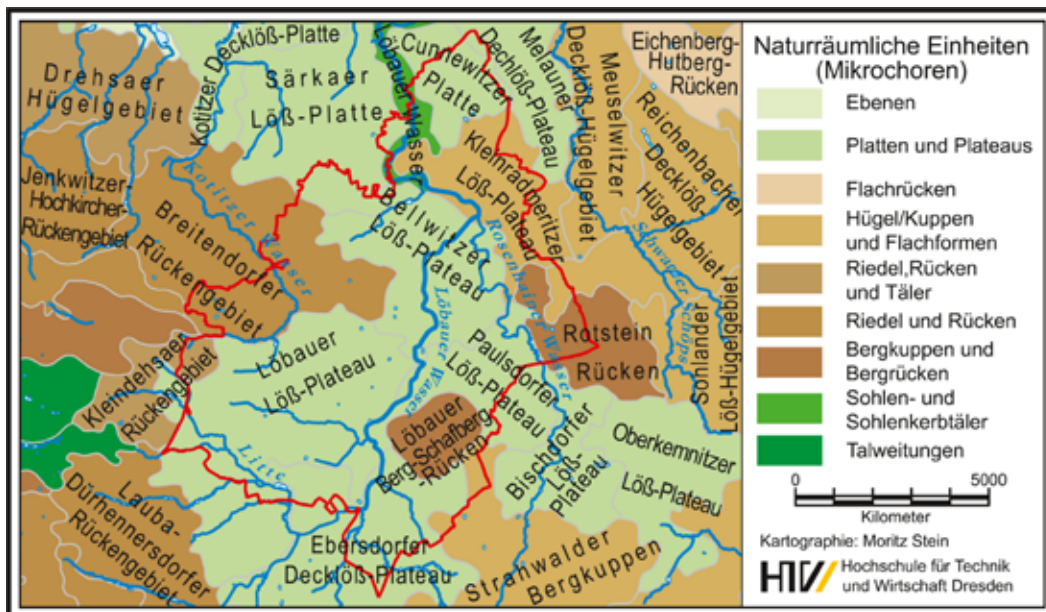 Naturräumliche Einheiten
(Mikrochoren)
Ebenen
Platten und Plateaus
Flachrücken
Hügel/Kuppen
und Flachformen
Riedel,Rücken
und Täler
Riedel und Rücken
Bergkuppen und
Bergrücken
Sohlen- und
Sohlenkerbtäler
Talweitungen
0 5000
Kilometer
Kartographie: Moritz Stein
HTW Hochschule für Technik
und Wirtschaft Dresden
Drehsaer
Hügelgebiet
Kotitzer Decklöß-Platte
Särkaer
Löß-Platte
Löbauer Wasser
Cunnewitzer
Platte
Decklöß-Plateau
Melauner
Decklöß-Hügelgebiet
Meuselwitzer
Eichenberg-
Hutberg-
Rücken
Reichenbacher
Decklöß-
Hügelgebiet
Jenkwitzer-
Hochkircher-
Rückengebiet
Kotitzer Wasser
Breitendorfer
Rückengebiet
Kleinradmeritzer
Löß-Plateau
Bellwitzer
Löß-Plateau
Rosenhainer Wasser
Schwarzer Schöps
Löbauer Wasser
Sohlander
Löß-Hügelgebiet
Rotstein
Rücken
Kleindehsaer
Rückengebiet
Löbauer
Löß-Plateau
Paulsdorfer
Löß-Plateau
Löbauer
Berg-Schafberg-
-Rücken
Bischdorfer
Löß-
Plateau
Oberkemnitzer
Löß-Plateau
Litte
Lauba-
Dürrhennersdorfer
Rückengebiet
Ebersdorfer
Decklöß-Plateau
Strahwalder
Bergkuppen